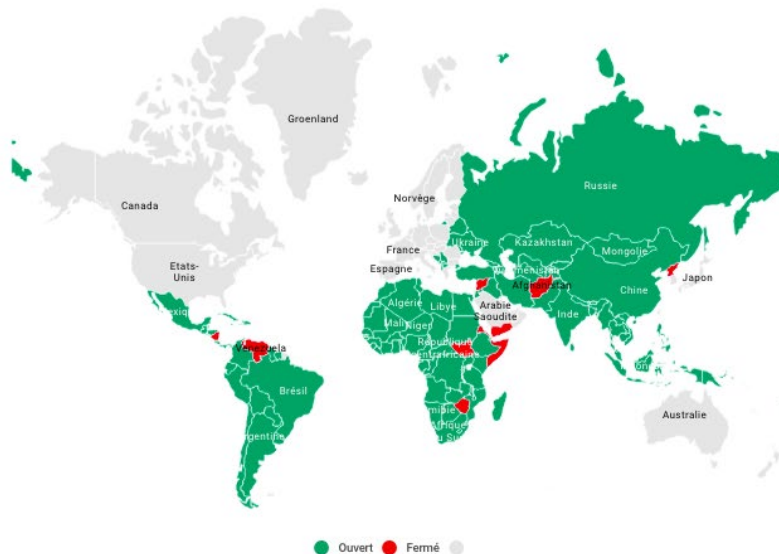 Groenland
Canada
Norvège
Russie
France
Ukraine
Kazakhstan
Mongolie
Espagne
Etats-
Unis
Afghanistan
Japon
Chine
Algérie
Libye
Arabie
Saoudite
Inde
Mali
Niger
République
Venezuela
Brésil
Australie
Ouvert
Fermé